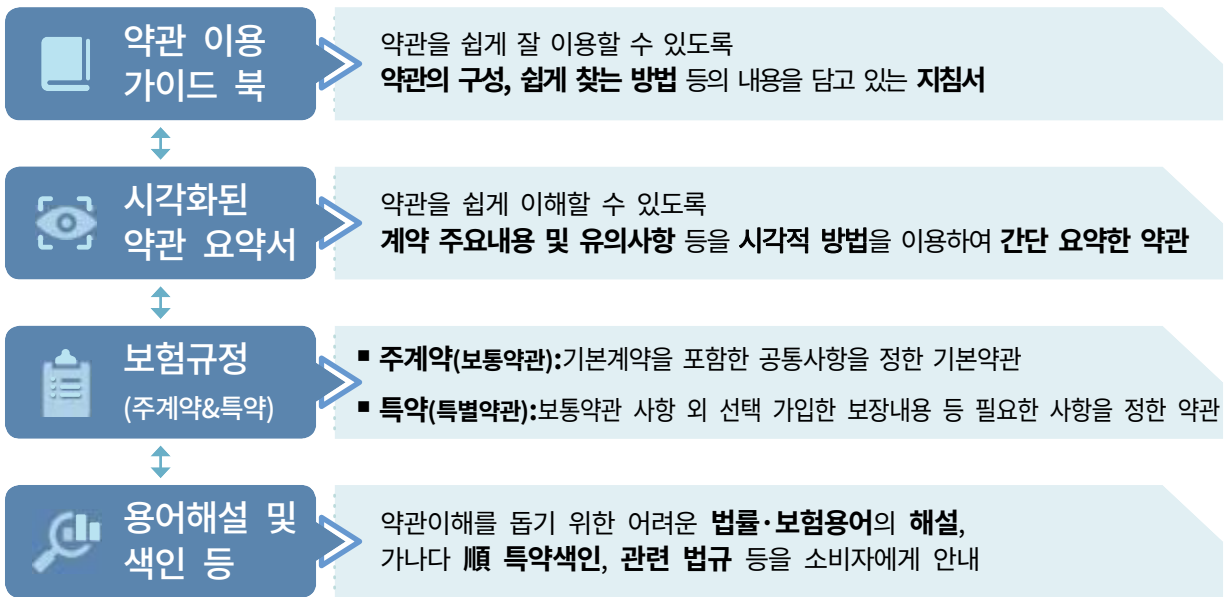 약관 이용
가이드 북
약관을 쉽게 잘 이용할 수 있도록
약관의 구성, 쉽게 찾는 방법 등의 내용을 담고 있는 지침서
시각화된
약관 요약서
약관을 쉽게 이해할 수 있도록
계약 주요내용 및 유의사항 등을 시각적 방법을 이용하여 간단 요약한 약관
보험규정
(주계약&특약)
▪ 주계약(보통약관):기본계약을 포함한 공통사항을 정한 기본약관
▪ 특약(특별약관):보통약관 사항 외 선택 가입한 보장내용 등 필요한 사항을 정한 약관
용어해설 및
색인 등
약관이해를 돕기 위한 어려운 법률·보험용어의 해설,
가나다 順 특약색인, 관련 법규 등을 소비자에게 안내